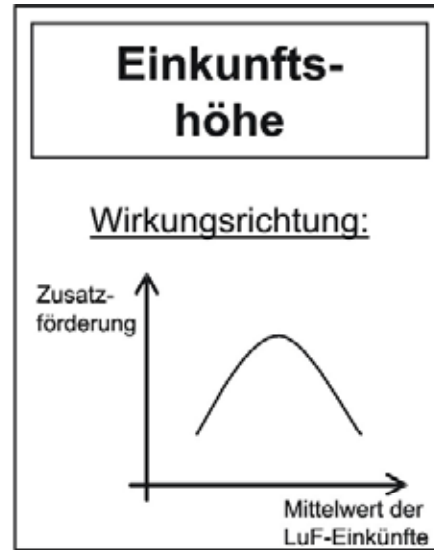 Einkunfts-
höhe
Wirkungsrichtung:
Zusatz-
förderung
Mittelwert der
LuF-Einkünfte